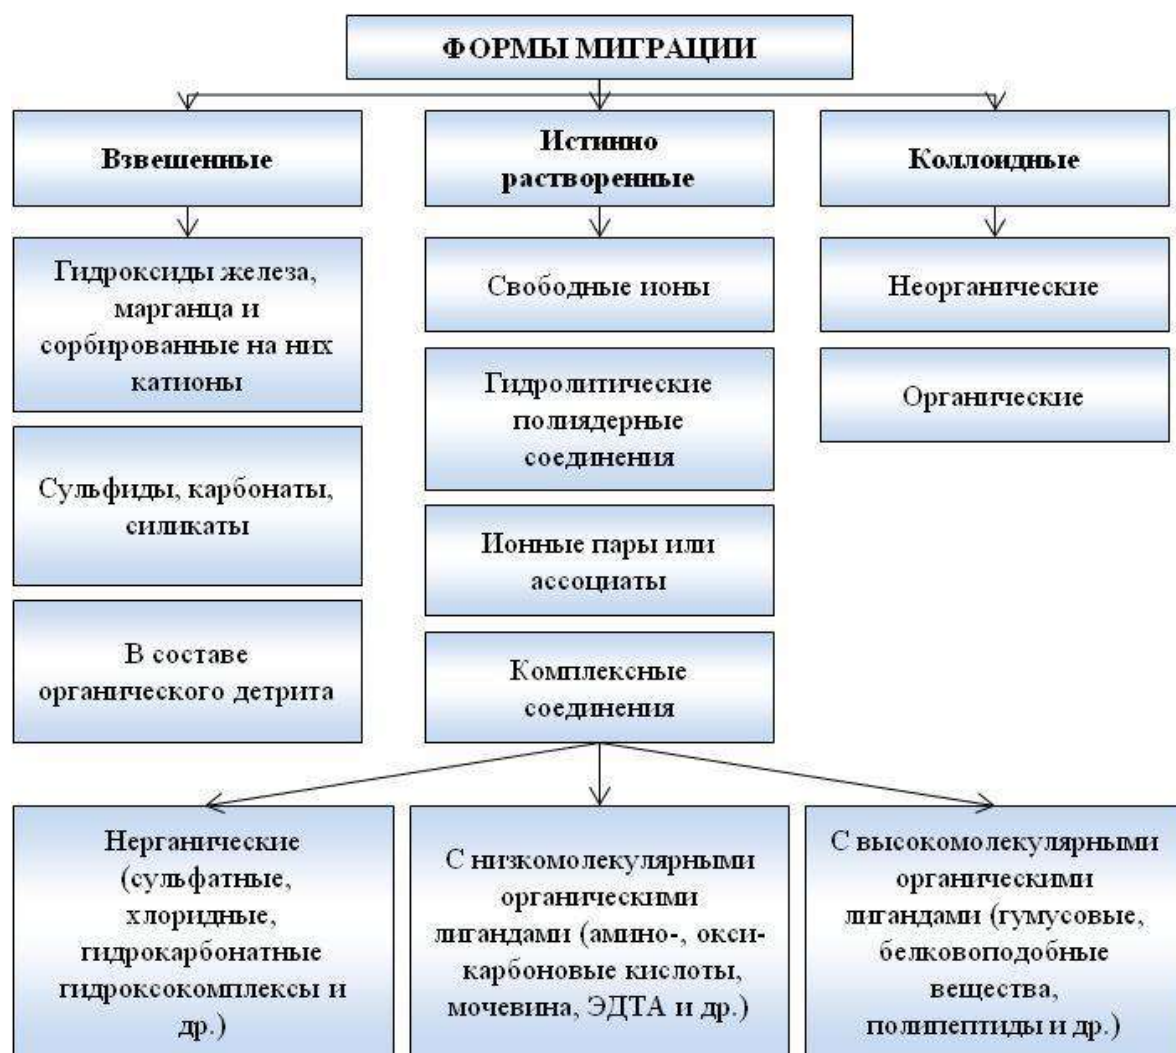 ФОРМЫ МИГРАЦИИ
Взвешенные
Истинно
растворенные
Коллоидные
Гидроксиды железа,
марганца и
сорбированные на них
катионы
Сульфиды, карбонаты,
силикаты
В составе
органического детрита
Свободные ионы
Гидролитические
полиядерные
соединения
Ионные пары или
ассоциаты
Комплексные
соединения
Неорганические
Органические
Нерганические
(сульфатные,
хлоридные,
гидрокарбонатные
гидроксокомплексы и
др.)
С низкомолекулярными
органическими
лигандами (амино-, окси-
карбоновые кислоты,
мочевина, ЭДТА и др.)
С высокомолекулярными
органическими
лигандами (гумусовые,
белковоподобные
вещества,
полипептиды и др.)